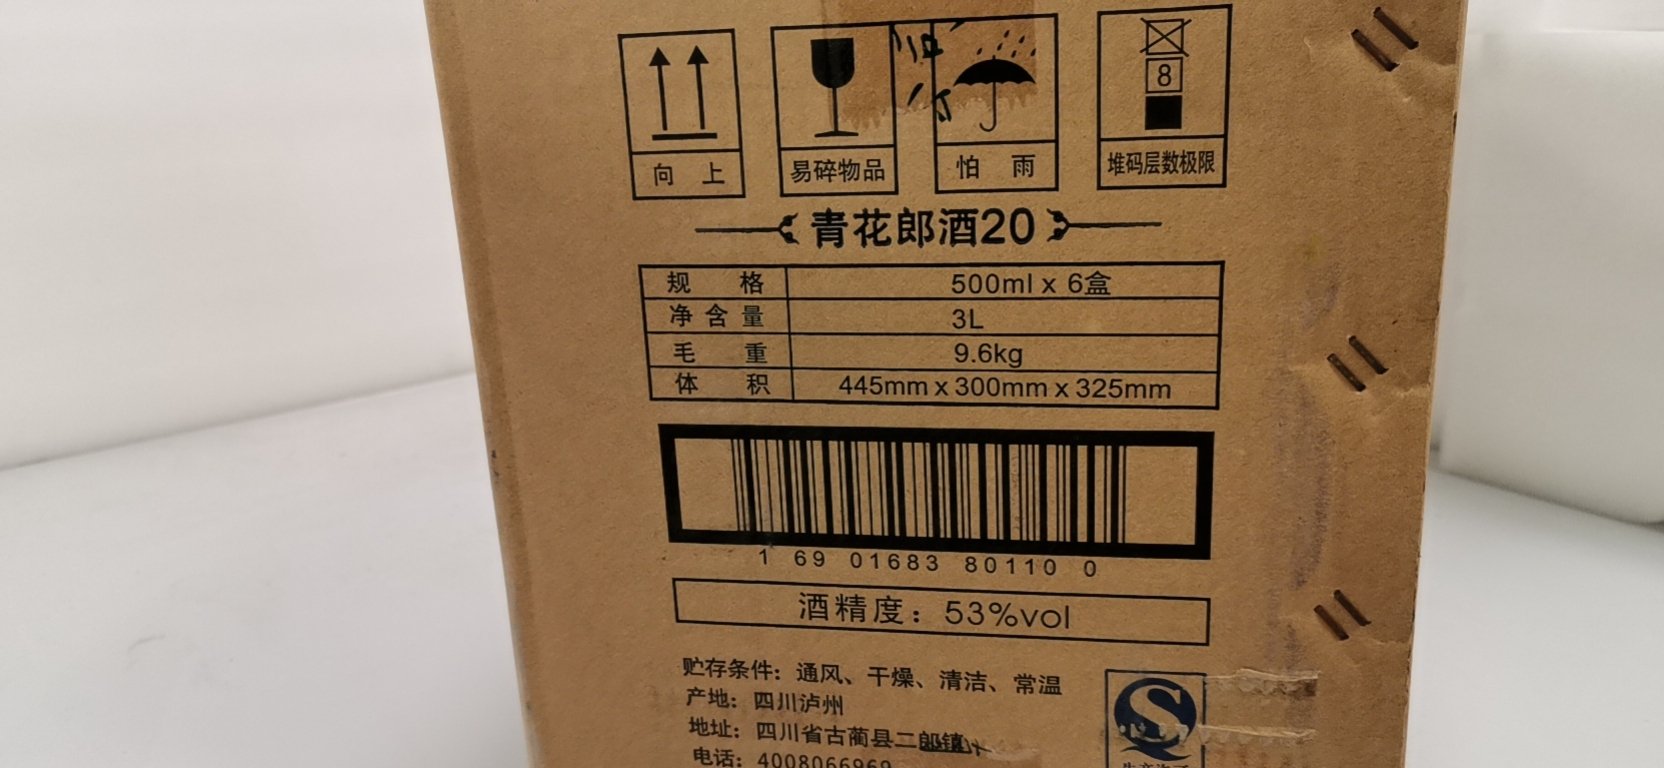 8
向 上
易碎物品
怕 雨
堆码层数极限
青花郎酒20
规 格 500ml x 6盒
净含量 3L
毛 重 9.6kg
体 积 445mm x 300mm x 325mm
1 69 01683 80110 0
酒精度：53%vol
贮存条件：通风、干燥、清洁、常温
产地：四川泸州
地址：四川省古蔺县二郎镇
电话：4008066969